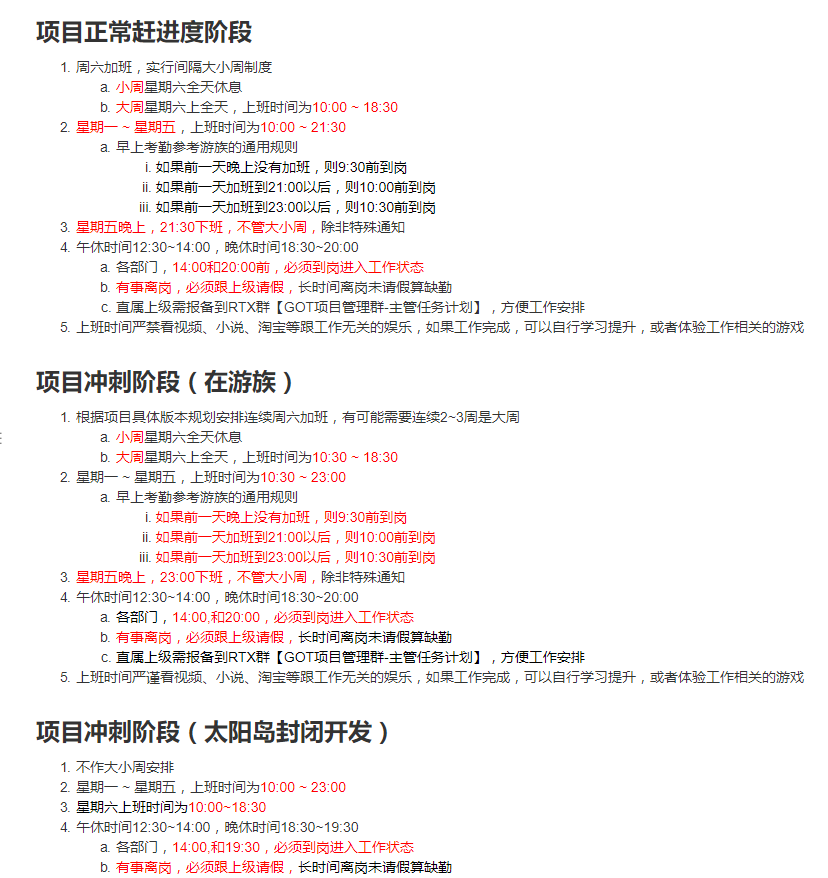 项目正常赶进度阶段
1. 周六加班，实行间隔大小周制度
a. 小周星期六全天休息
b. 大周星期六上全天，上班时间为10:00 ~ 18:30
2. 星期一 ~ 星期五，上班时间为10:00 ~ 21:30
a. 早上考勤参考游族的通用规则
i. 如果前一天晚上没有加班，则9:30前到岗
ii. 如果前一天加班到21:00以后，则10:00前到岗
iii. 如果前一天加班到23:00以后，则10:30前到岗
3. 星期五晚上，21:30下班，不管大小周，除非特殊通知
4. 午休时间12:30~14:00，晚休时间18:30~20:00
a. 各部门，14:00和20:00前，必须到岗进入工作状态
b. 有事离岗，必须跟上级请假，长时间离岗未请假算缺勤
c. 直属上级需报备到RTX群【GOT项目管理群-主管任务计划】，方便工作安排
5. 上班时间严禁看视频、小说、淘宝等跟工作无关的娱乐，如果工作完成，可以自行学习提升，或者体验工作相关的游戏
项目冲刺阶段（在游族）
1. 根据项目具体版本规划安排连续周六加班，有可能需要连续2~3周是大周
a. 小周星期六全天休息
b. 大周星期六上全天，上班时间为10:30 ~ 18:30
2. 星期一 ~ 星期五，上班时间为10:30 ~ 23:00
a. 早上考勤参考游族的通用规则
i. 如果前一天晚上没有加班，则9:30前到岗
ii. 如果前一天加班到21:00以后，则10:00前到岗
iii. 如果前一天加班到23:00以后，则10:30前到岗
3. 星期五晚上，23:00下班，不管大小周，除非特殊通知
4. 午休时间12:30~14:00，晚休时间18:30~20:00
a. 各部门，14:00,和20:00，必须到岗进入工作状态
b. 有事离岗，必须跟上级请假，长时间离岗未请假算缺勤
c. 直属上级需报备到RTX群【GOT项目管理群-主管任务计划】，方便工作安排
5. 上班时间严谨看视频、小说、淘宝等跟工作无关的娱乐，如果工作完成，可以自行学习提升，或者体验工作相关的游戏
项目冲刺阶段（太阳岛封闭开发）
1. 不作大小周安排
2. 星期一 ~ 星期五，上班时间为10:00 ~ 23:00
3. 星期六上班时间为10:00~18:30
4. 午休时间12:30~14:00，晚休时间18:30~19:30
a. 各部门，14:00,和19:30，必须到岗进入工作状态
b. 有事离岗，必须跟上级请假，长时间离岗未请假算缺勤